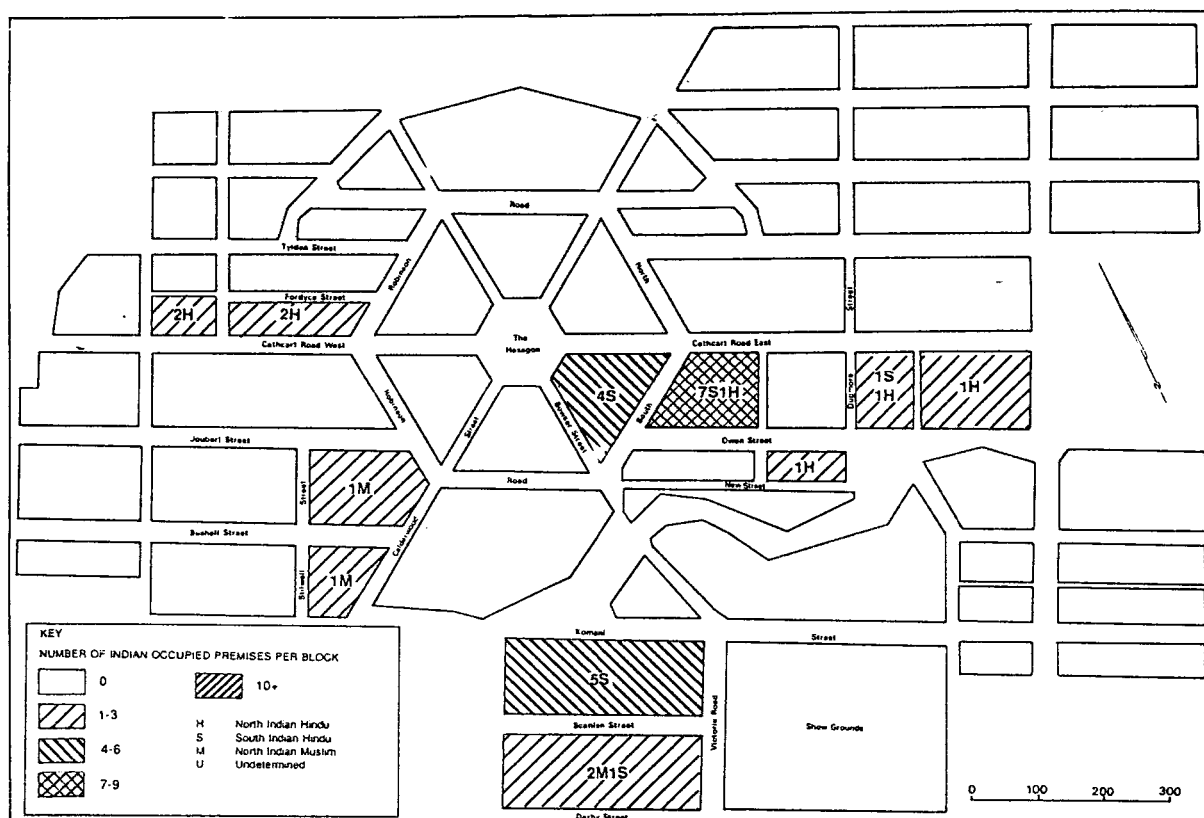 Road
Tylden Street
Robinson
North
Fordyce Street
Street
2H
2H
The
Hexagon
Cathcart Road West
Cathcart Road East
4S
7S1H
1S
1H
1H
Dugmore
South
Robinson
Street
Bowker Street
Joubert Street
Owen Street
1H
New Street
Road
1M
Street
Calderwood
Bushell Street
1M
Stilwell
Komani
Street
5S
Scanlen Street
Victoria Road
Show Grounds
2M1S
Derby Street
KEY
NUMBER OF INDIAN OCCUPIED PREMISES PER BLOCK
0
10+
1-3
4-6
7-9
H North Indian Hindu
S South Indian Hindu
M North Indian Muslim
U Undetermined
0 100 200 300